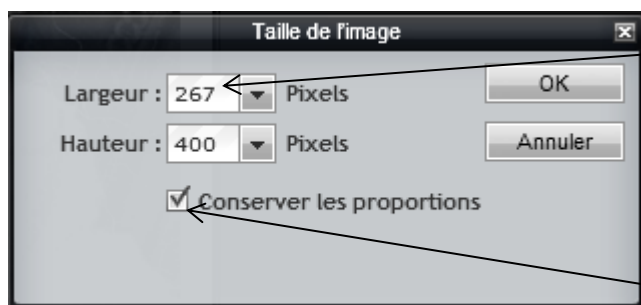 Taille de l'image
Largeur : 267 Pixels OK
Hauteur : 400 Pixels Annuler
Conserver les proportions